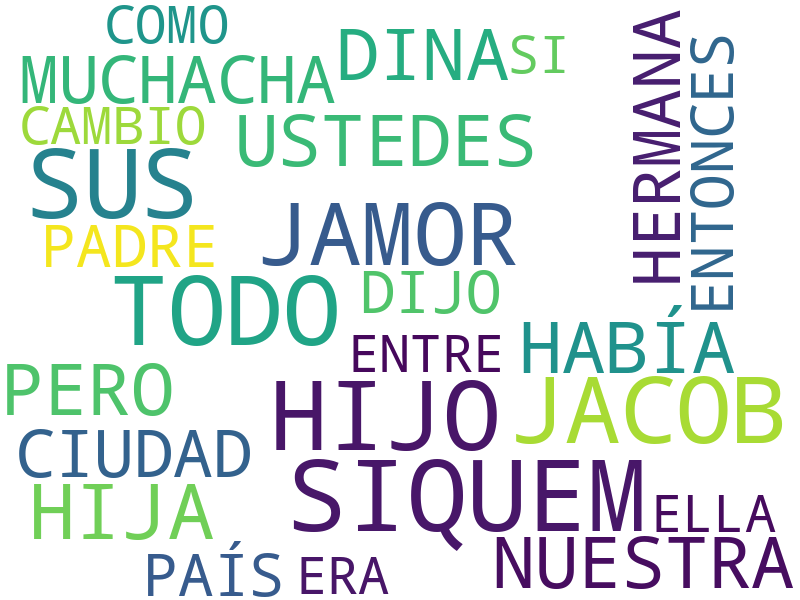 COMO
DINA
SI
MUCHACHA
CAMBIO
USTEDES
HERMANA
ENTONCES
SUS
JAMOR
PADRE
TODO
DIJO
HABÍA
ENTRE
PERO
HIJO
JACOB
CIUDAD
SIQUEM
HIJA
ELLA
NUESTRA
PAÍS
ERA